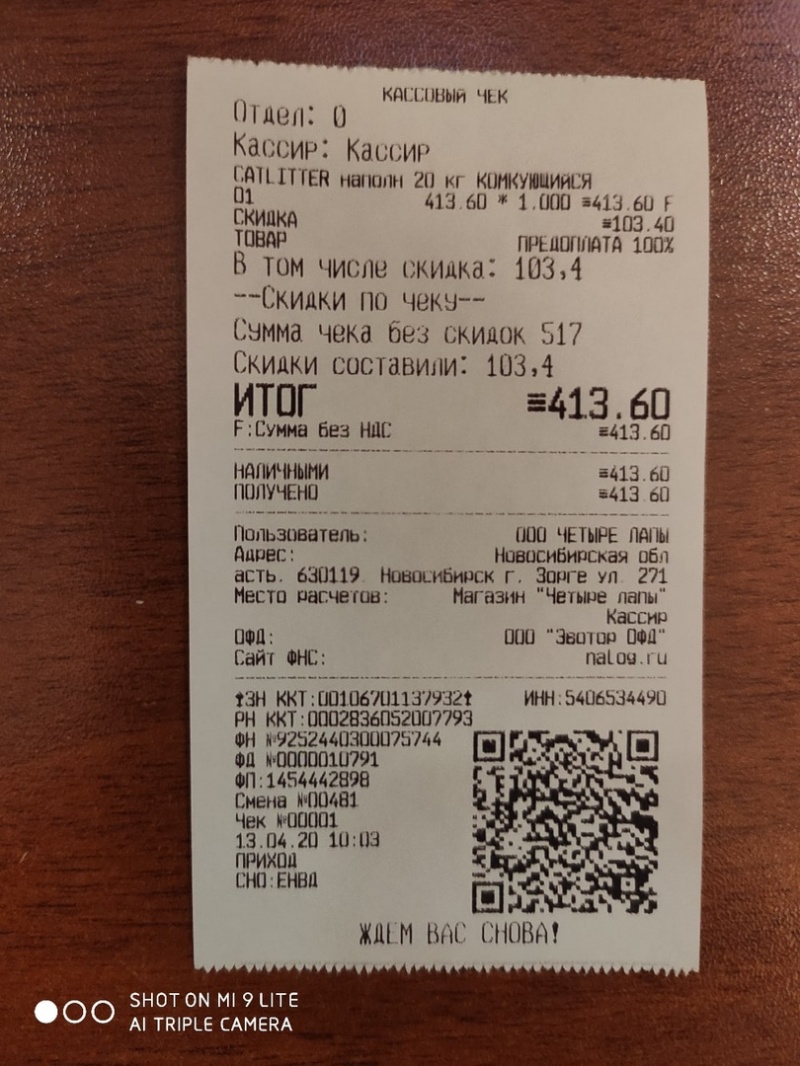 КАССОВЫЙ ЧЕК
Отдел: 0
Кассир: Кассир
CATLITTER наполн 20 кг КОМКУЮЩИЙСЯ
01 413.60 * 1.000 ≡413.60 F
СКИДКА ≡103.40
ТОВАР ПРЕДОПЛАТА 100%
В том числе скидка: 103,4
--Скидки по чеку--
Сумма чека без скидок 517
Скидки составили: 103,4
ИТОГ ≡413.60
F:Сумма без НДС ≡413.60
НАЛИЧНЫМИ ≡413.60
ПОЛУЧЕНО ≡413.60
Пользователь: ООО ЧЕТЫРЕ ЛАПЫ
Адрес: Новосибирская обл
асть. 630119. Новосибирск г. Зорге ул. 271
Место расчетов: Магазин "Четыре лапы"
Кассир
ОФД: ООО "Эвотор ОФД"
Сайт ФНС: nalog.ru
↑ЗН ККТ:00106701137932↑ ИНН:5406534490
РН ККТ:0002836052007793
ФН №9252440300075744
ФД №0000010791
ФП:1454442898
Смена №00481
Чек №00001
13.04.20 10:03
ПРИХОД
СНО:ЕНВД
ЖДЕМ ВАС СНОВА!
SHOT ON MI 9 LITE
AI TRIPLE CAMERA